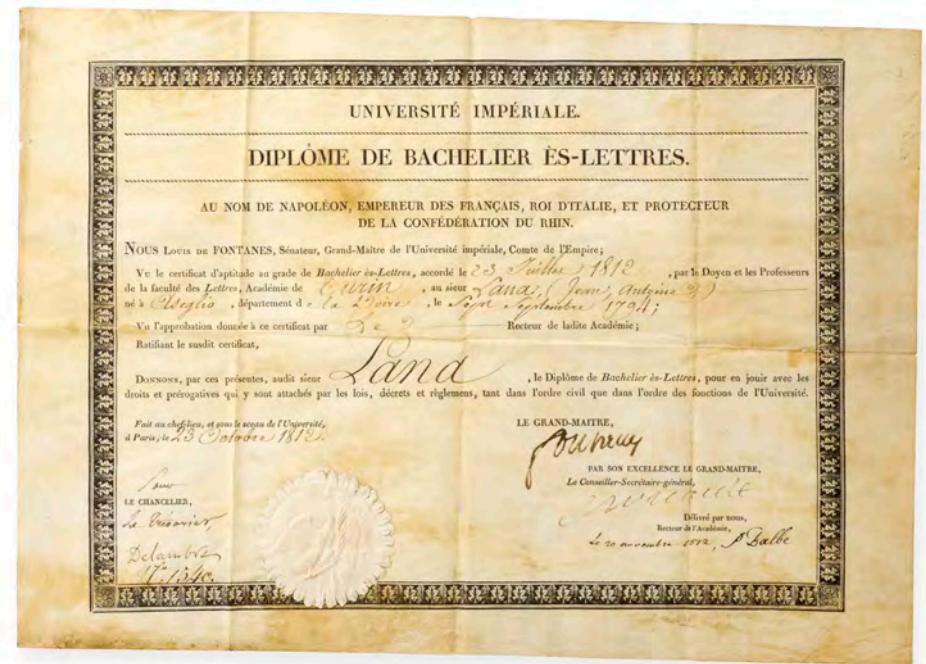 UNIVERSITÉ IMPÉRIALE.
DIPLÔME DE BACHELIER ÈS-LETTRES.
AU NOM DE NAPOLÉON, EMPEREUR DES FRANÇAIS, ROI D'ITALIE, ET PROTECTEUR
DE LA CONFÉDÉRATION DU RHIN.
NOUS LOUIS DE FONTANES, Sénateur, Grand-Maître de l'Université impériale, Comte de l'Empire;
Vu le certificat d'aptitude au grade de Bachelier ès-Lettres, accordé le 23 Juillet 1812, par le Doyen et les Professeurs
de la faculté des Lettres, Académie de Turin, au sieur Lana, (Jean, Antoine
né à Useglio, département de la Doire, le Sept Septembre 1794;
Vu l'approbation donnée à ce certificat par Recteur de ladite Académie;
Ratifiant le susdit certificat,
DONNONS, par ces présentes, audit sieur Lana, le Diplôme de Bachelier ès-Lettres, pour en jouir avec les
droits et prérogatives qui y sont attachés par les lois, décrets et règlemens, tant dans l'ordre civil que dans l'ordre des fonctions de l'Université.
Fait au chef-lieu, et sous le sceau de l'Université,
à Paris, le 23 Octobre 1812.
LE GRAND-MAITRE,
Fontanes
PAR SON EXCELLENCE LE GRAND-MAITRE,
Le Conseiller-Secrétaire-général,
Pour
LE CHANCELIER,
Le Trésorier,
Delambre
N.º 1340.
Délivré par nous,
Recteur de l'Académie,
Le 20 novembre 1812, P. Balbe